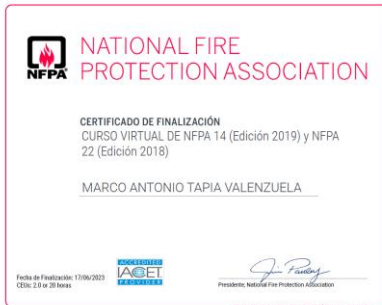 NFPA
NATIONAL FIRE
PROTECTION ASSOCIATION
CERTIFICADO DE FINALIZACIÓN
CURSO VIRTUAL DE NFPA 14 (Edición 2019) y NFPA
22 (Edición 2018)
MARCO ANTONIO TAPIA VALENZUELA
Fecha de Finalización: 17/06/2023
CEUs: 2.0 or 20 horas
ACCREDITED
IACET
PROVIDER
Presidente, National Fire Protection Association